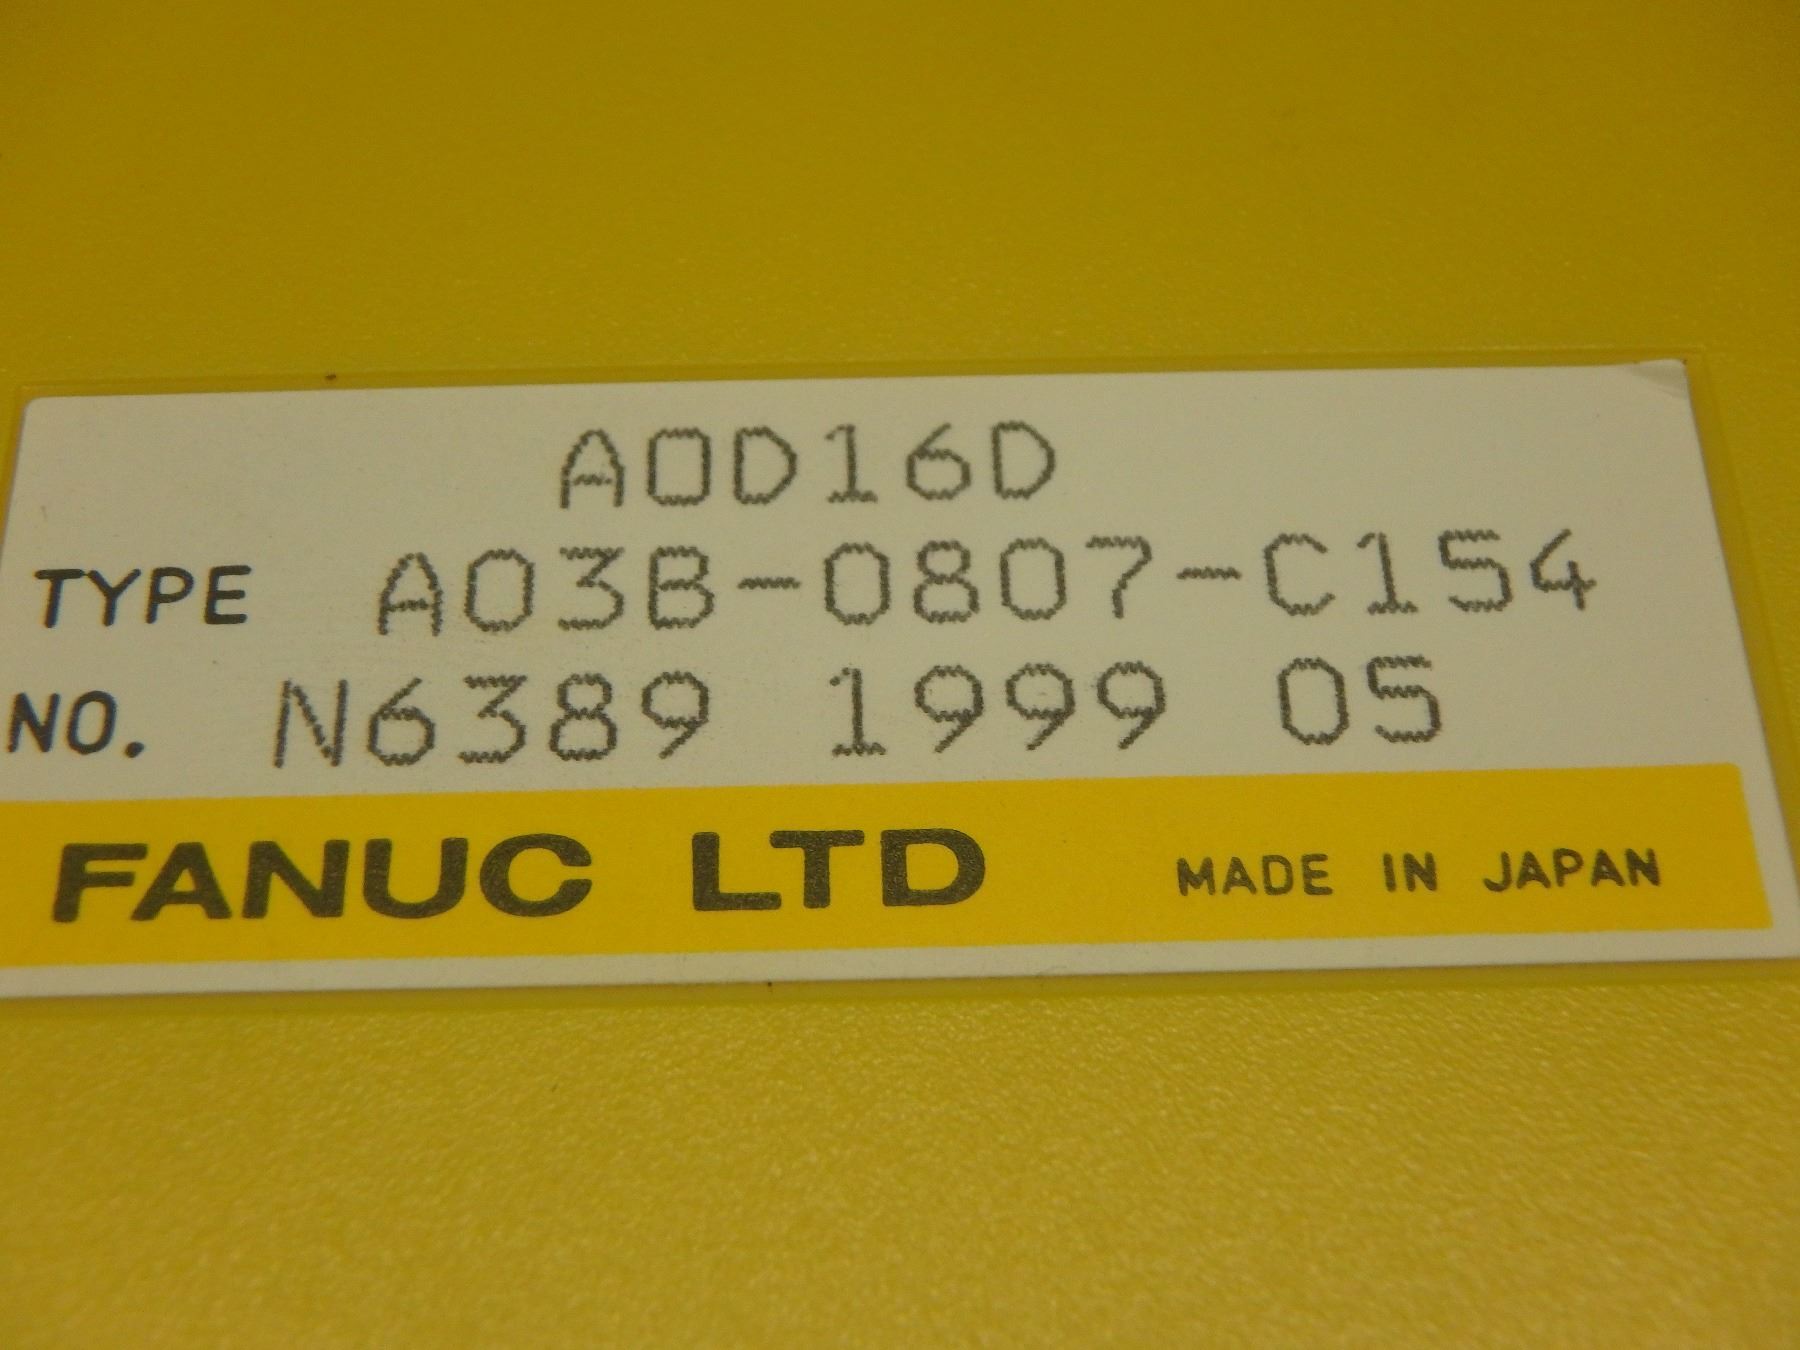 AOD16D
TYPE A03B-0807-C154
NO. N6389 1999 05
FANUC LTD MADE IN JAPAN